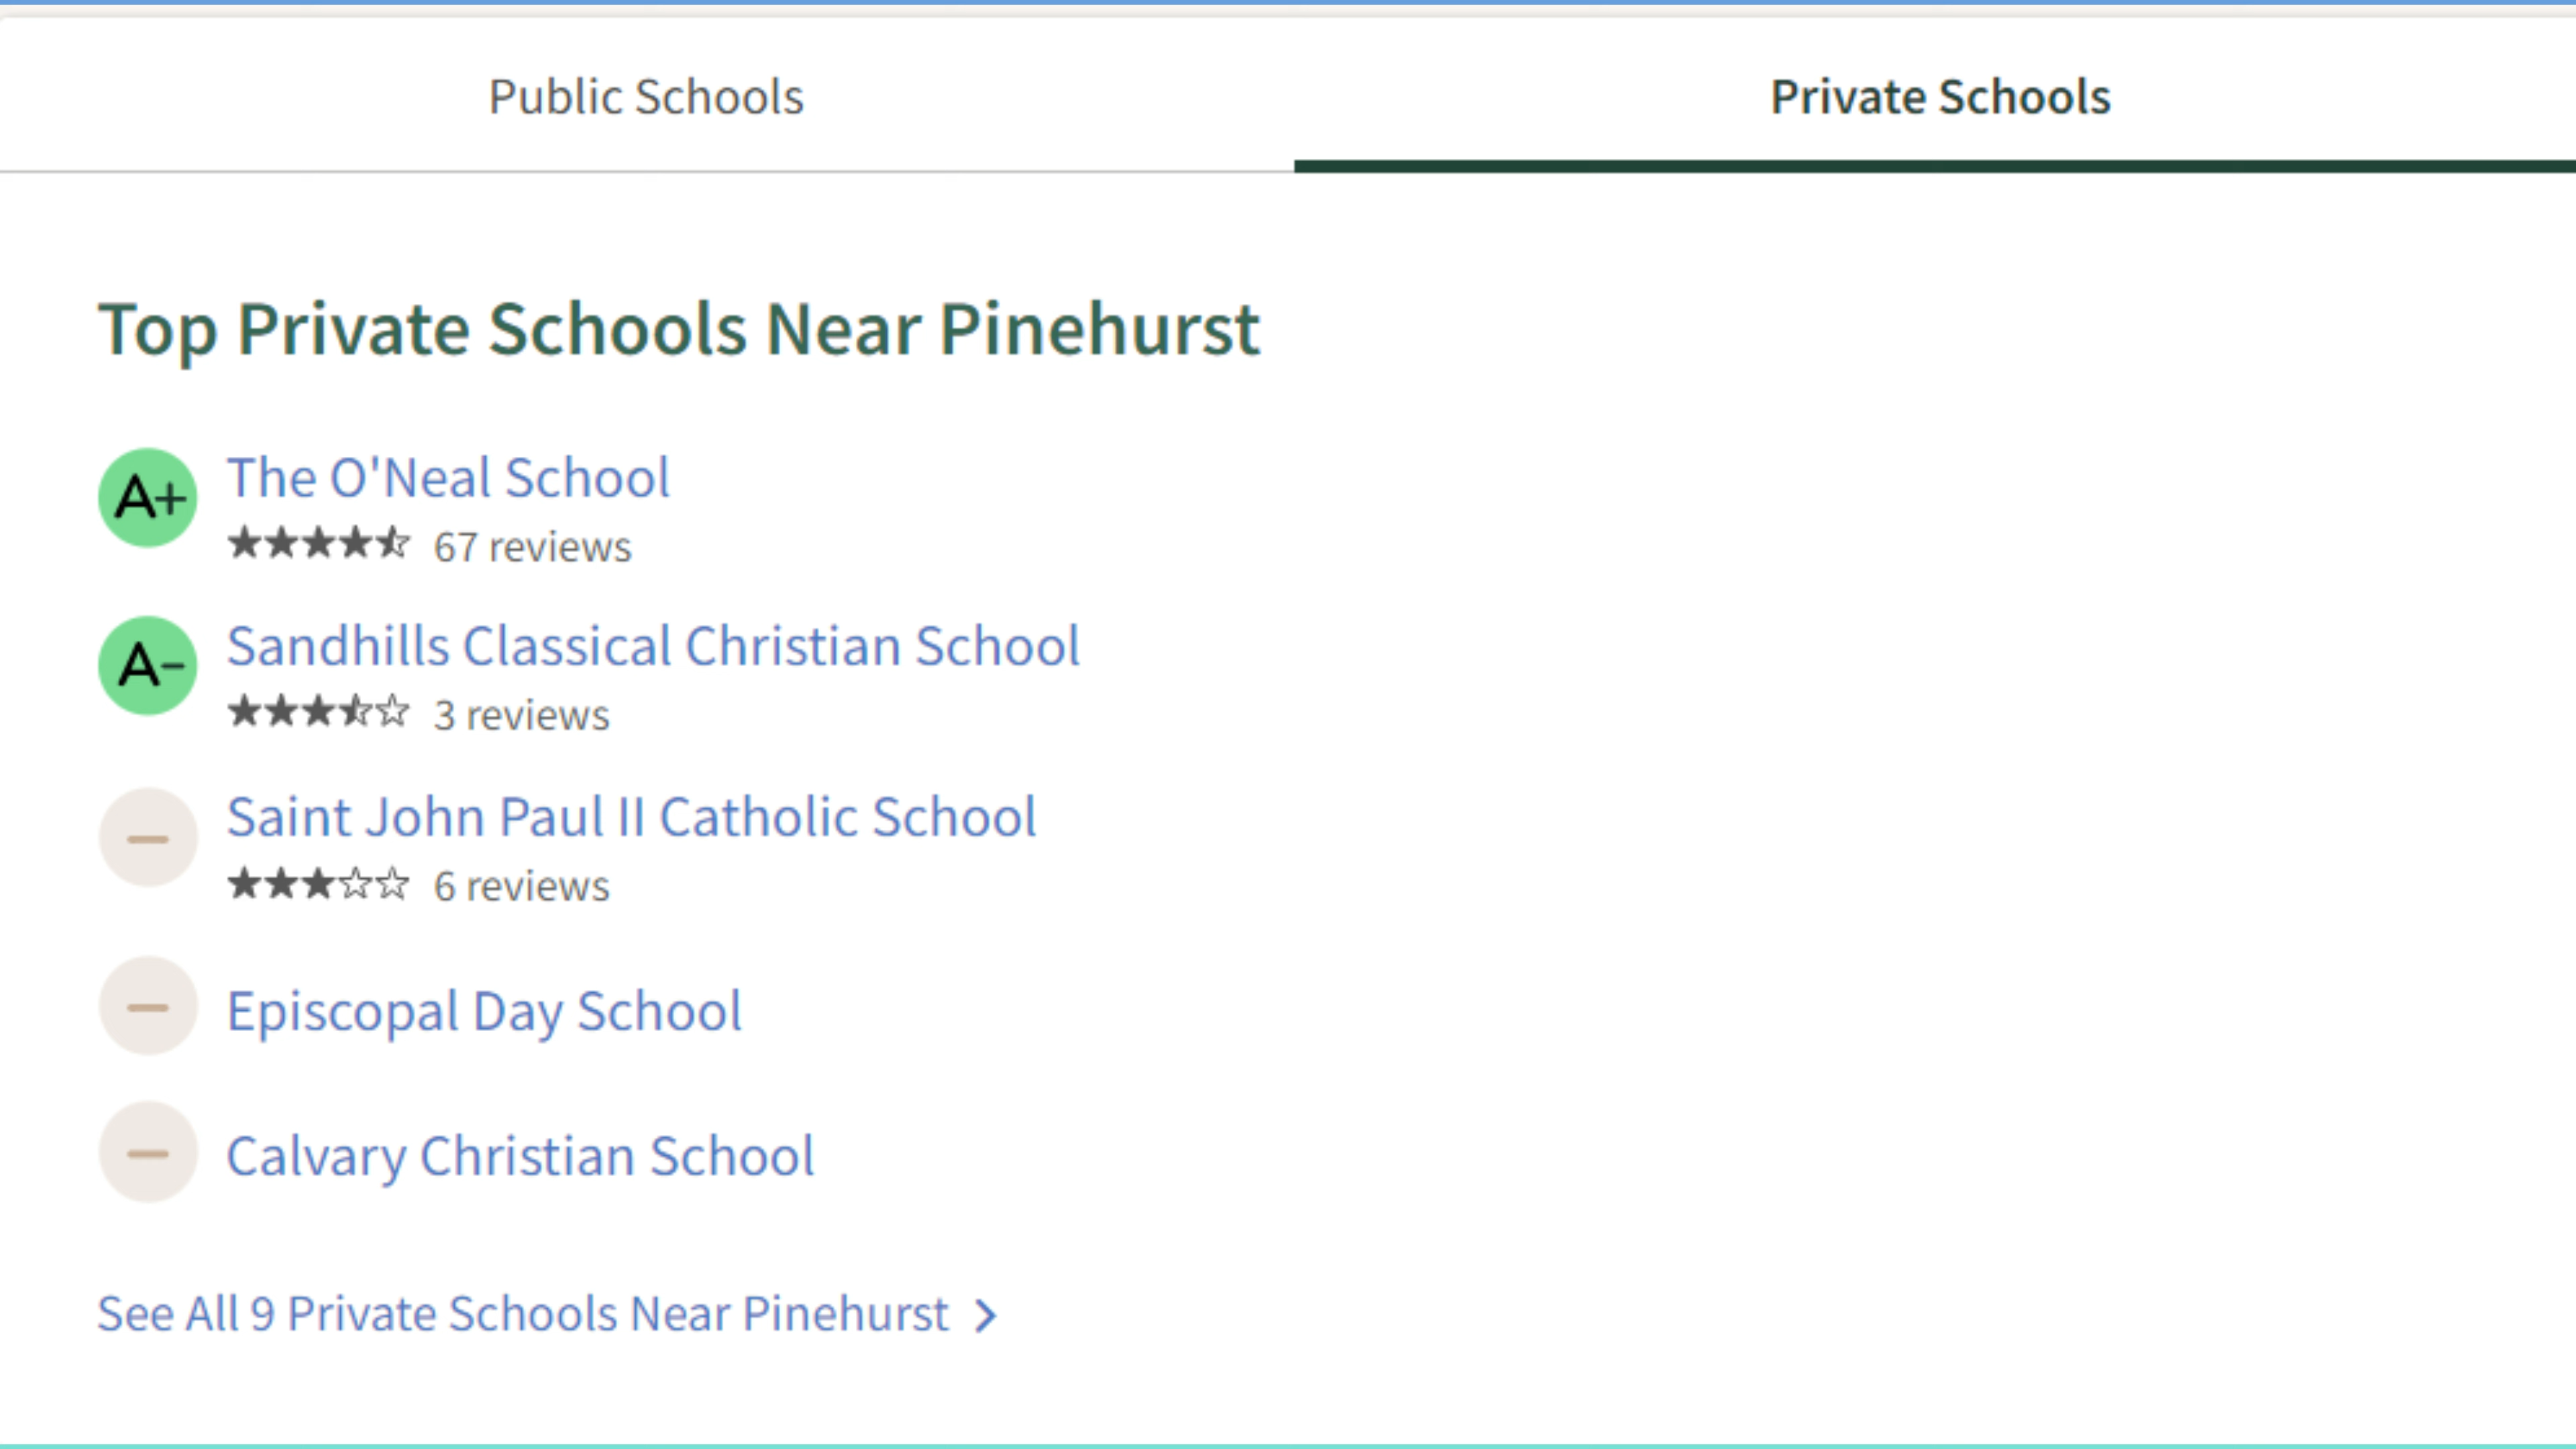 Public Schools
Private Schools
Top Private Schools Near Pinehurst
A+
The O'Neal School
67 reviews
A-
Sandhills Classical Christian School
3 reviews
Saint John Paul II Catholic School
6 reviews
Episcopal Day School
Calvary Christian School
See All 9 Private Schools Near Pinehurst